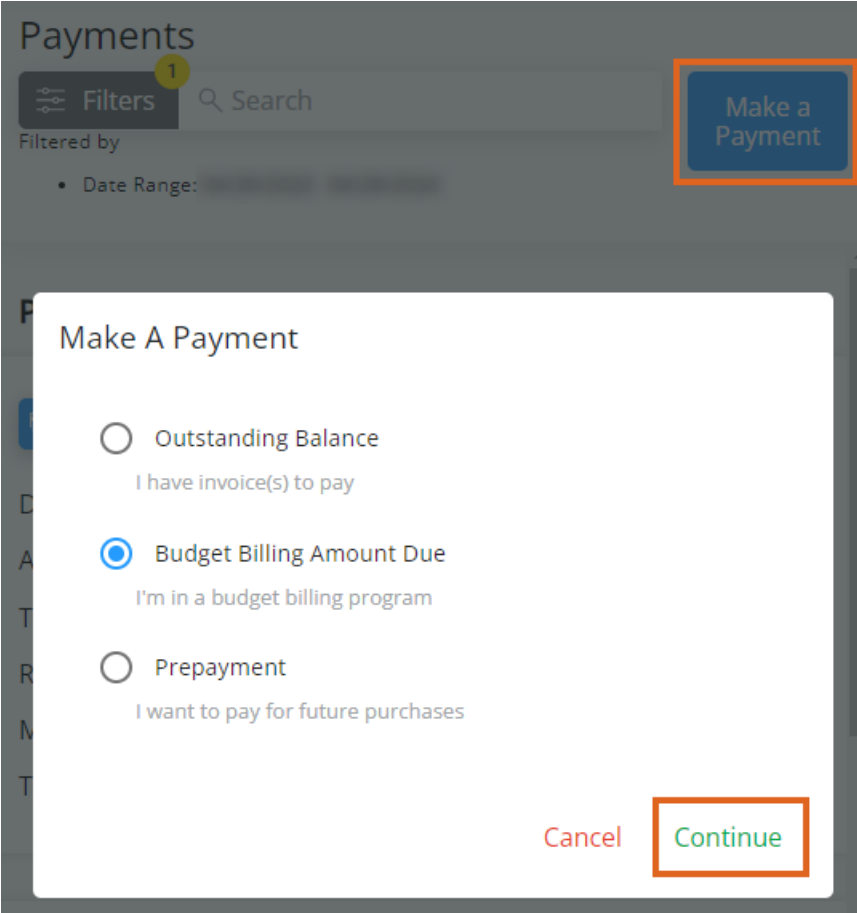 Payments
1
Filters
Search
Make a
Payment
Filtered by
• Date Range:
P
Make A Payment
Outstanding Balance
I have invoice(s) to pay
Budget Billing Amount Due
I'm in a budget billing program
D
A
T
R
Prepayment
I want to pay for future purchases
M
T
Cancel
Continue